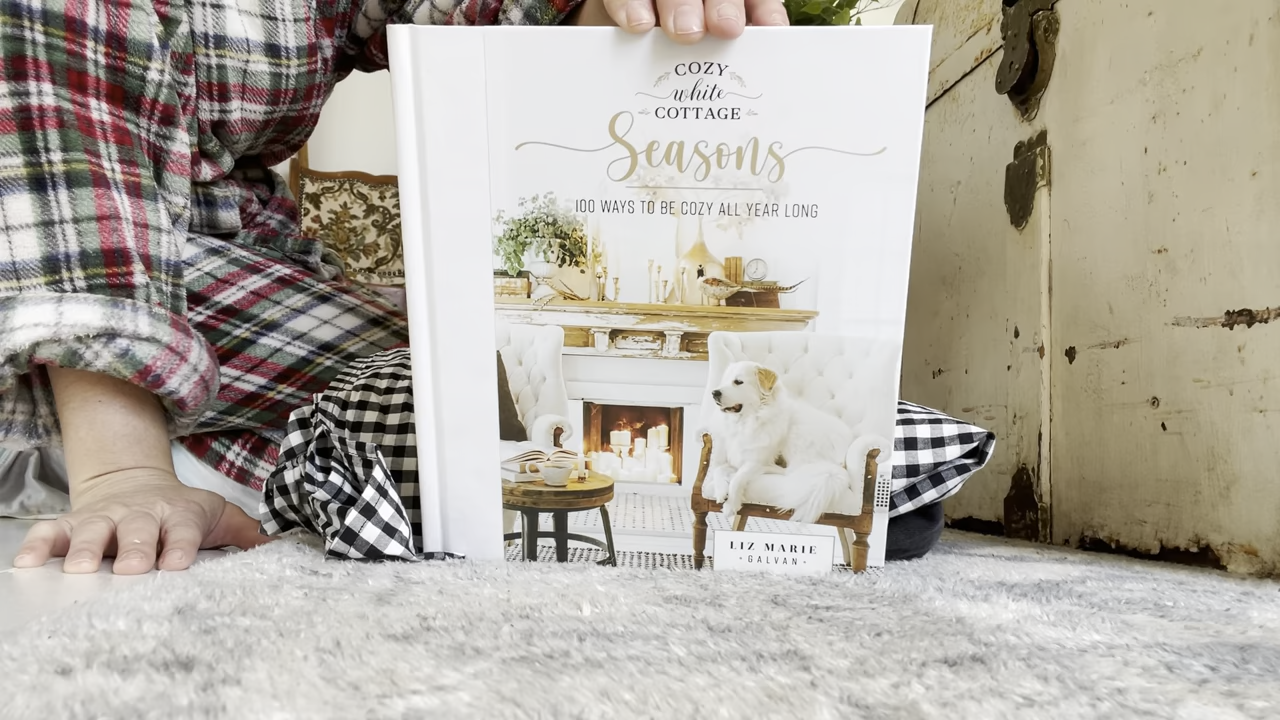 COZY
white
COTTAGE
Seasons
100 WAYS TO BE COZY ALL YEAR LONG
LIZ MARIE
• GALVAN •